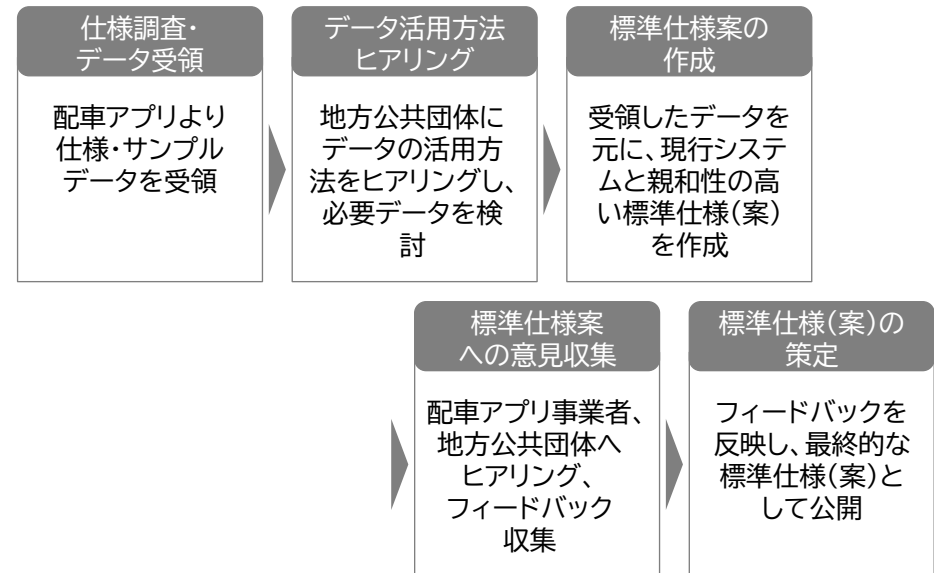 仕様調査・
データ受領
配車アプリより
仕様・サンプル
データを受領
データ活用方法
ヒアリング
地方公共団体に
データの活用方
法をヒアリングし、
必要データを検
討
標準仕様案の
作成
受領したデータを
元に、現行システ
ムと親和性の高
い標準仕様（案）
を作成
標準仕様案
への意見収集
配車アプリ事業者、
地方公共団体へ
ヒアリング、
フィードバック
収集
標準仕様（案）の
策定
フィードバックを
反映し、最終的な
標準仕様（案）と
して公開